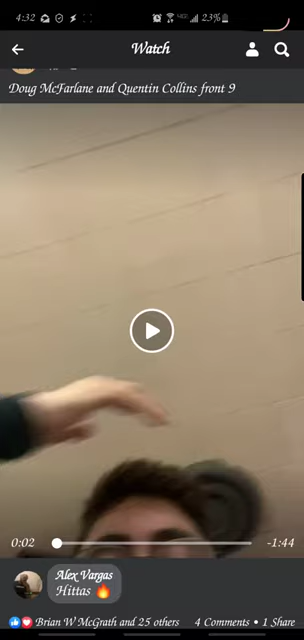 4:32 23%
Watch
Doug McFarlane and Quentin Collins front 9
0:02 -1:44
Alex Vargas
Hittas 🔥
Brian W McGrath and 25 others 4 Comments • 1 Share